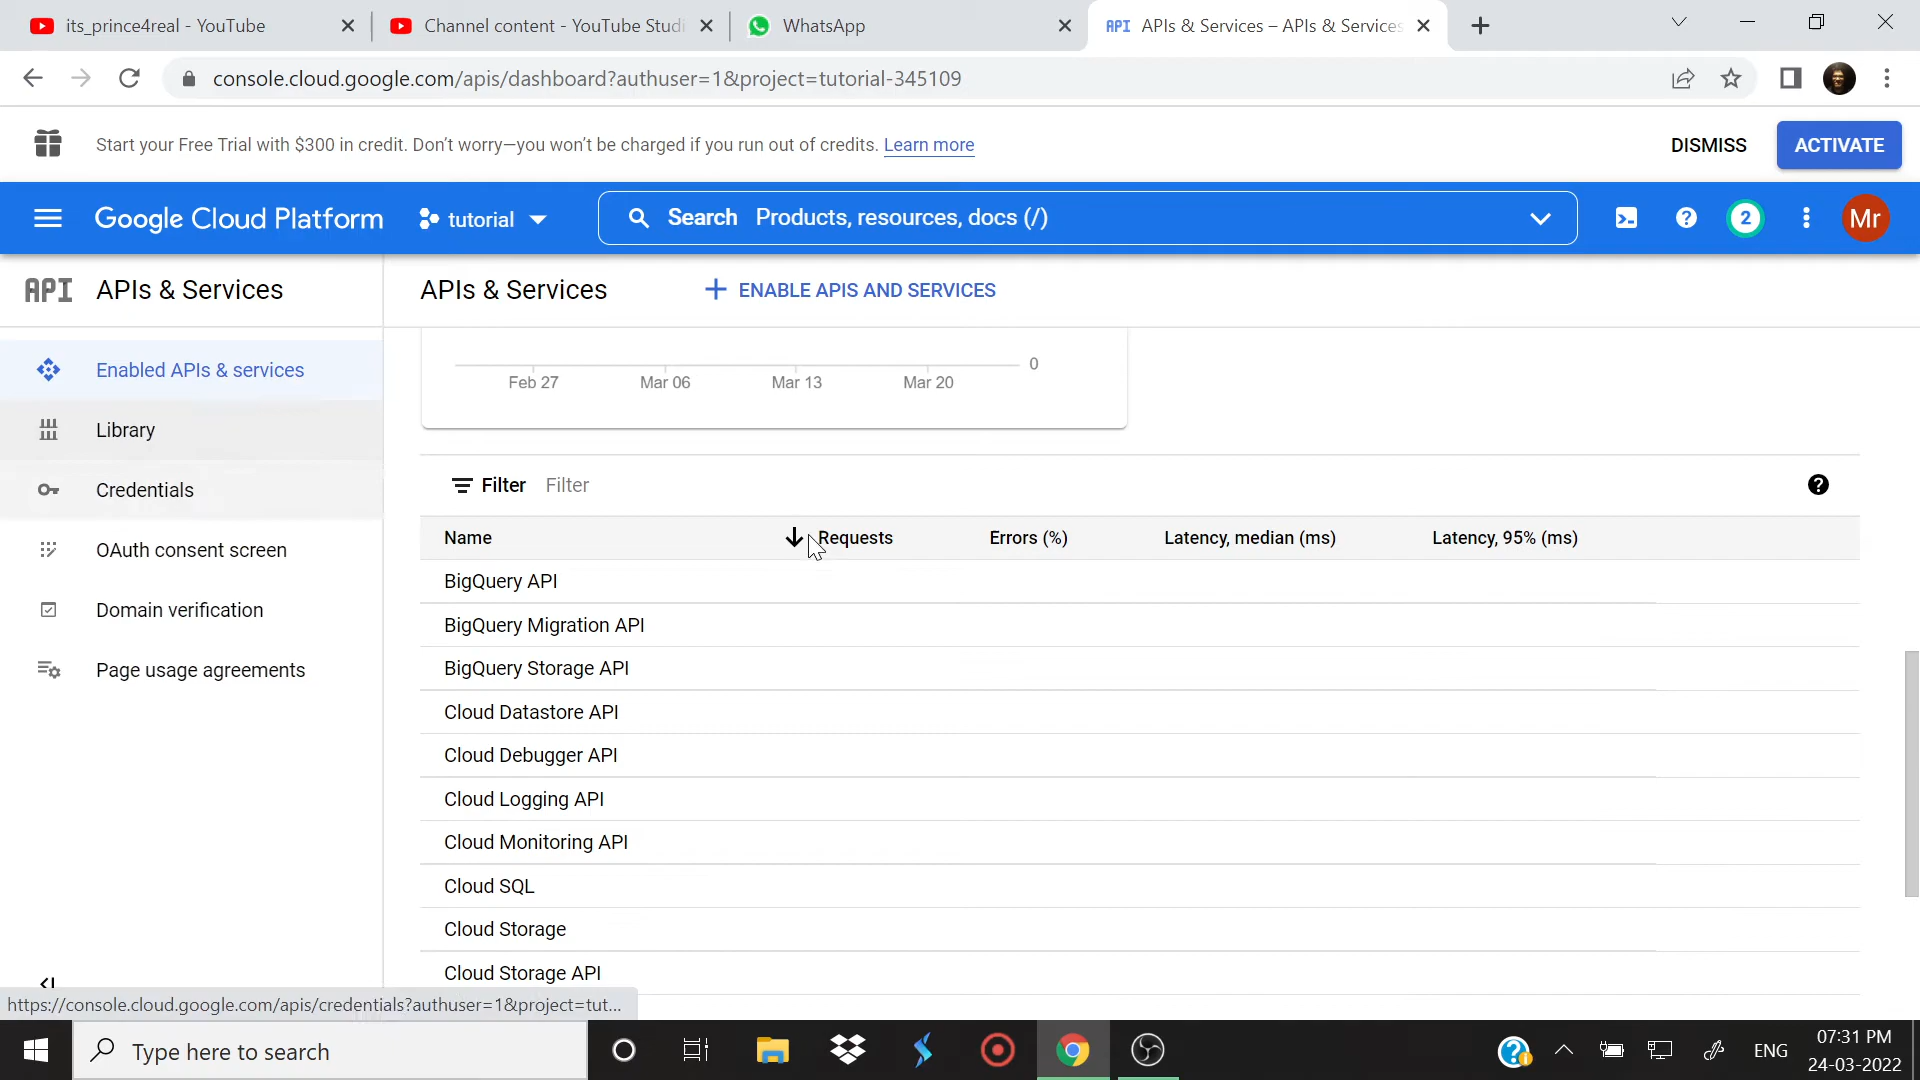 its_prince4real - YouTube
Channel content - YouTube Studi
WhatsApp
API APIs & Services – APIs & Services
console.cloud.google.com/apis/dashboard?authuser=1&project=tutorial-345109
Start your Free Trial with $300 in credit. Don't worry—you won't be charged if you run out of credits. Learn more
DISMISS
ACTIVATE
Google Cloud Platform
tutorial
Search Products, resources, docs (/)
2
Mr
API APIs & Services
APIs & Services
ENABLE APIS AND SERVICES
Enabled APIs & services
Library
Credentials
OAuth consent screen
Domain verification
Page usage agreements
0
Feb 27 Mar 06 Mar 13 Mar 20
Filter Filter
Name Requests Errors (%) Latency, median (ms) Latency, 95% (ms)
BigQuery API
BigQuery Migration API
BigQuery Storage API
Cloud Datastore API
Cloud Debugger API
Cloud Logging API
Cloud Monitoring API
Cloud SQL
Cloud Storage
Cloud Storage API
https://console.cloud.google.com/apis/credentials?authuser=1&project=tut...
Type here to search
ENG
07:31 PM
24-03-2022